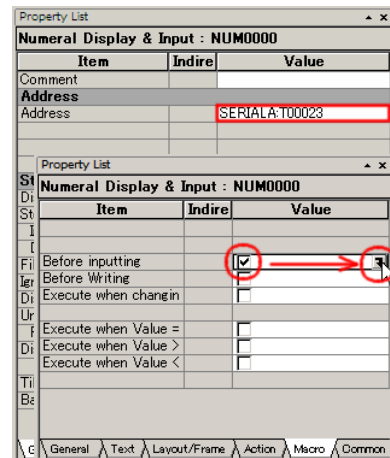 Property List
Numeral Display & Input : NUM0000
Item Indire Value
Comment
Address
Address SERIALA:T00023
Property List
Numeral Display & Input : NUM0000
Item Indire Value
Before inputting
Before Writing
Execute when changin
Execute when Value =
Execute when Value >
Execute when Value <
General Text Layout/Frame Action Macro Common